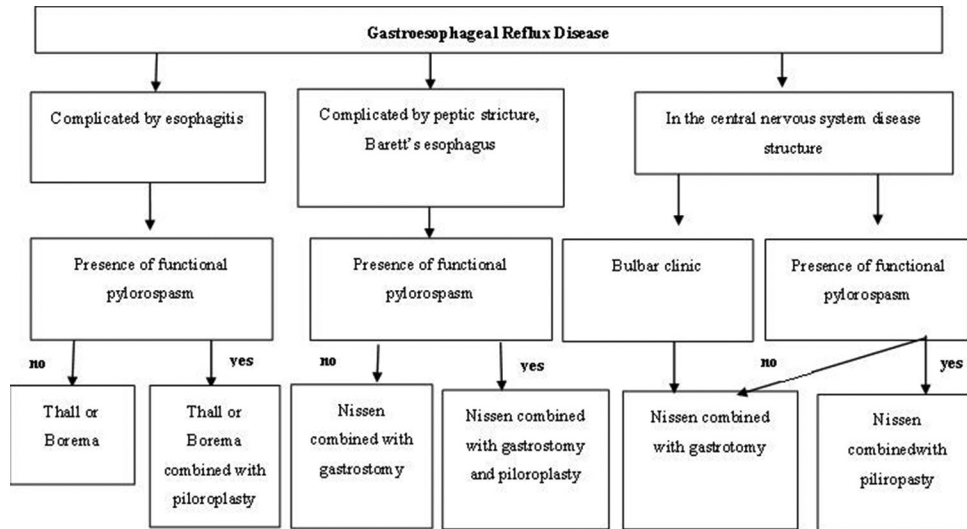 Gastroesophageal Reflux Disease
Complicated by esophagitis
Complicated by peptic stricture,
Barett's esophagus
In the central nervous system disease
structure
Presence of functional
pylorospasm
Presence of functional
pylorospasm
Bulbar clinic
Presence of functional
pylorospasm
no
yes
no
yes
no
yes
Thall or
Borema
Thall or
Borema
combined with
piloroplasty
Nissen
combined with
gastrostomy
Nissen combined
with gastrostomy
and piloroplasty
Nissen combined
with gastrotomy
Nissen
combinedwith
piliropasty